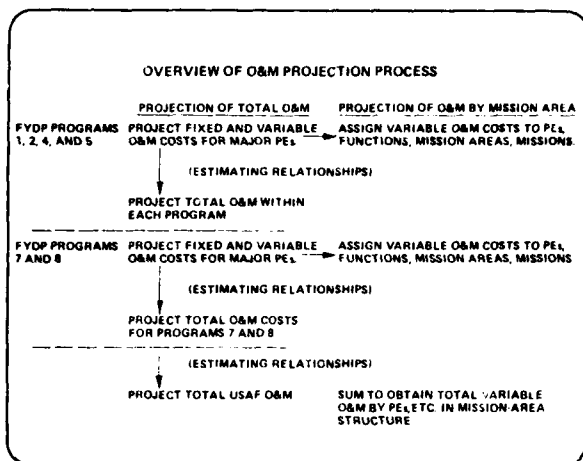 OVERVIEW OF O&M PROJECTION PROCESS
PROJECTION OF TOTAL O&M
PROJECTION OF O&M BY MISSION AREA
FYDP PROGRAMS
1, 2, 4, AND 5
PROJECT FIXED AND VARIABLE
O&M COSTS FOR MAJOR PEs
ASSIGN VARIABLE O&M COSTS TO PEs,
FUNCTIONS, MISSION AREAS, MISSIONS.
(ESTIMATING RELATIONSHIPS)
PROJECT TOTAL O&M WITHIN
EACH PROGRAM
FYDP PROGRAMS
7 AND 8
PROJECT FIXED AND VARIABLE
O&M COSTS FOR MAJOR PEs
ASSIGN VARIABLE O&M COSTS TO PEs,
FUNCTIONS, MISSION AREAS, MISSIONS
(ESTIMATING RELATIONSHIPS)
PROJECT TOTAL O&M COSTS
FOR PROGRAMS 7 AND 8
(ESTIMATING RELATIONSHIPS)
PROJECT TOTAL USAF O&M
SUM TO OBTAIN TOTAL VARIABLE
O&M BY PEs, ETC. IN MISSION-AREA
STRUCTURE